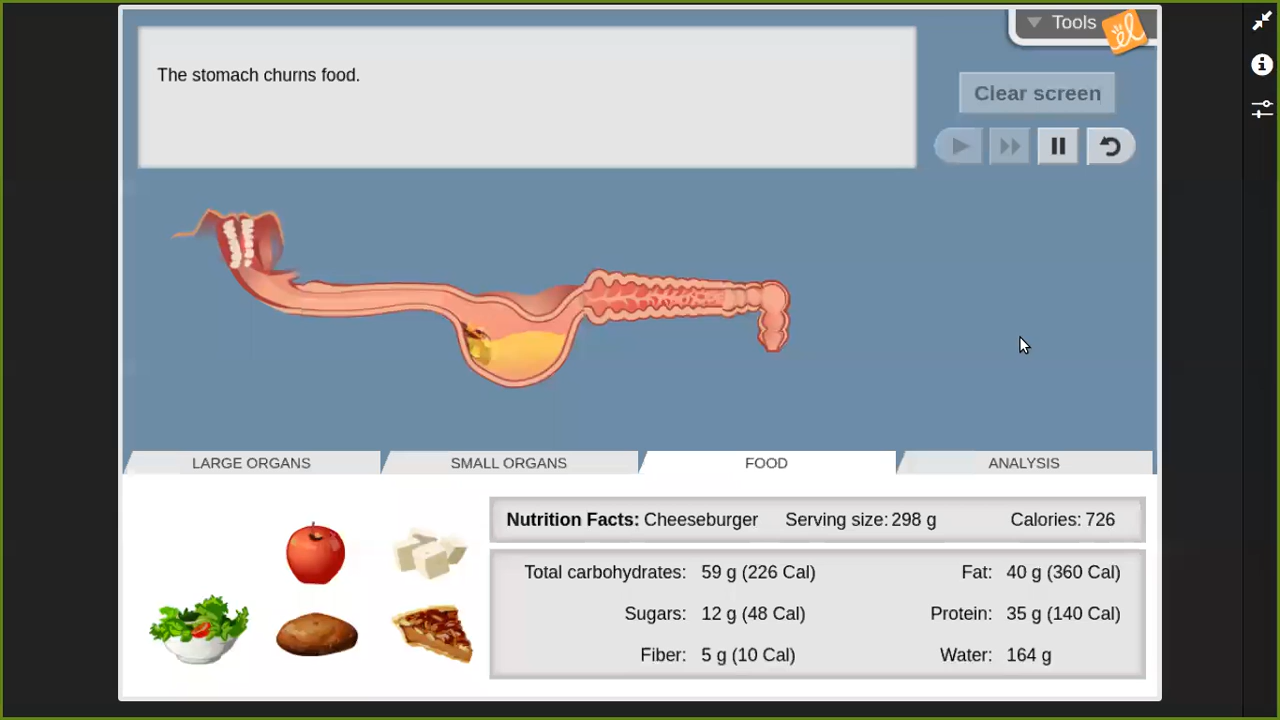 Tools
The stomach churns food.
Clear screen
LARGE ORGANS
SMALL ORGANS
FOOD
ANALYSIS
Nutrition Facts: Cheeseburger Serving size: 298 g Calories: 726
Total carbohydrates: 59 g (226 Cal) Fat: 40 g (360 Cal)
Sugars: 12 g (48 Cal) Protein: 35 g (140 Cal)
Fiber: 5 g (10 Cal) Water: 164 g